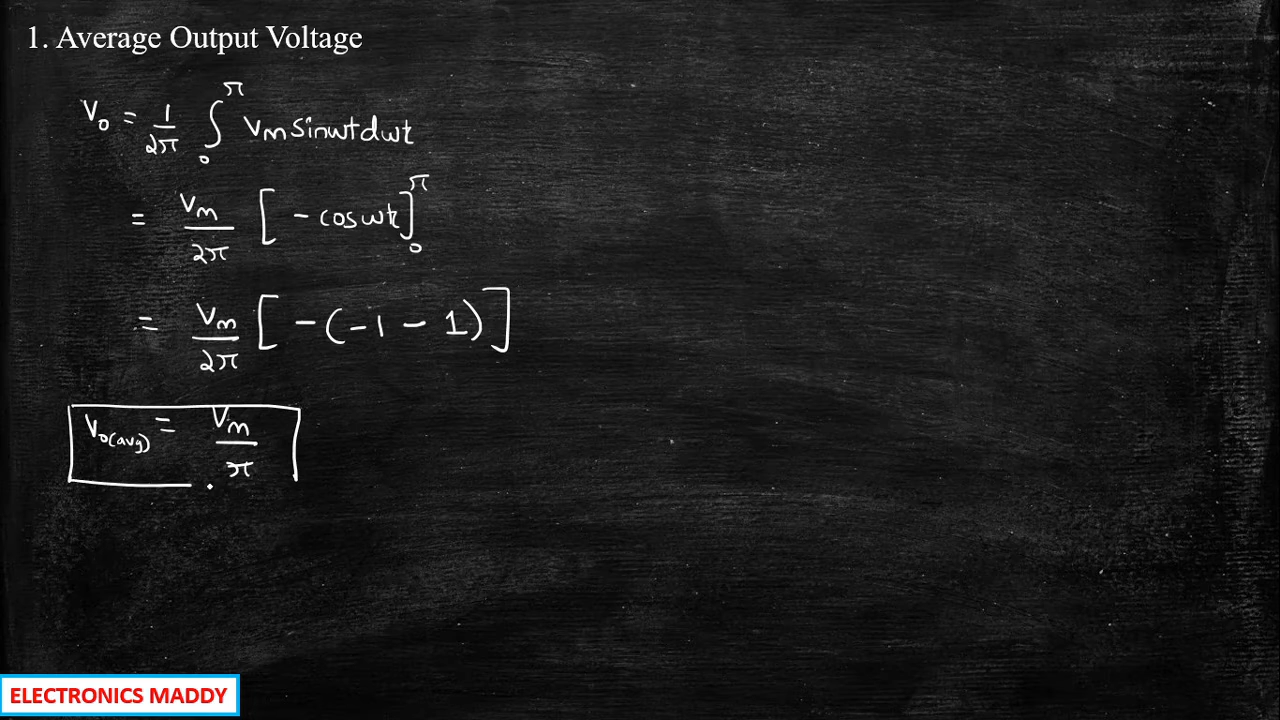 1. Average Output Voltage
V₀ = 1/2π ∫₀^π Vm sinωt dωt
= Vm/2π [ - cosωt ]₀^π
= Vm/2π [ - (-1 - 1) ]
V₀(avg) = Vm/π
ELECTRONICS MADDY